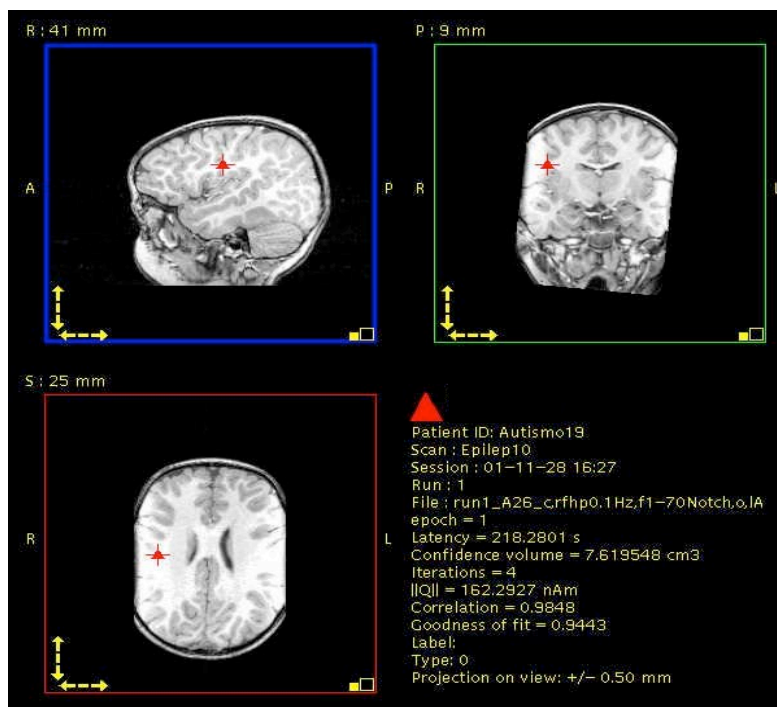 R : 41 mm
P : 9 mm
A
P
R
L
S : 25 mm
R
L
Patient ID: Autismo19
Scan : Epilep10
Session : 01-11-28 16:27
Run : 1
File : run1_A26_c,rfhp0.1Hz,f1-70Notch,o,lA
epoch = 1
Latency = 218.2801 s
Confidence volume = 7.619548 cm3
Iterations = 4
||Q|| = 162.2927 nAm
Correlation = 0.9848
Goodness of fit = 0.9443
Label:
Type: 0
Projection on view: +/- 0.50 mm